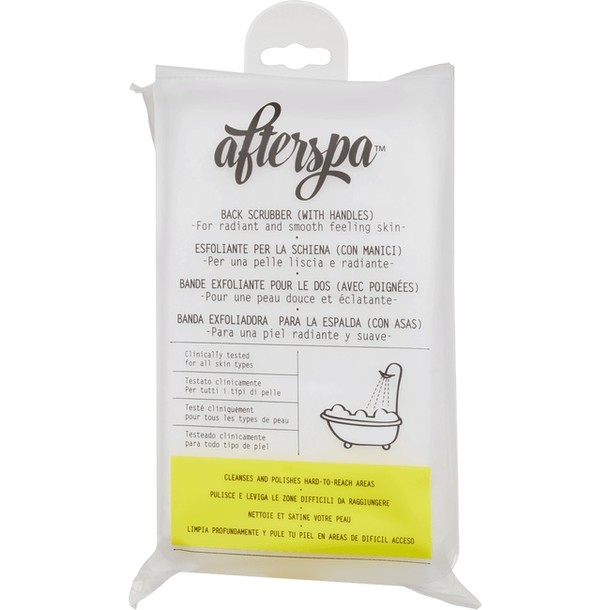 afterspa™
BACK SCRUBBER (WITH HANDLES)
-For radiant and smooth feeling skin-
•
ESFOLIANTE PER LA SCHIENA (CON MANICI)
-Per una pelle liscia e radiante-
•
BANDE EXFOLIANTE POUR LE DOS (AVEC POIGNÉES)
-Pour une peau douce et éclatante-
•
BANDA EXFOLIADORA PARA LA ESPALDA (CON ASAS)
-Para una piel radiante y suave-
Clinically tested
for all skin types
Testato clinicamente
Per tutti i tipi di pelle
Testé cliniquement
pour tous les types de peau
Testeado clinicamente
para todo tipo de piel
CLEANSES AND POLISHES HARD-TO-REACH AREAS
•
PULISCE E LEVIGA LE ZONE DIFFICILI DA RAGGIUNGERE
•
NETTOIE ET SATINE VOTRE PEAU
•
LIMPIA PROFUNDAMENTE Y PULE TU PIEL EN AREAS DE DIFICIL ACCESO